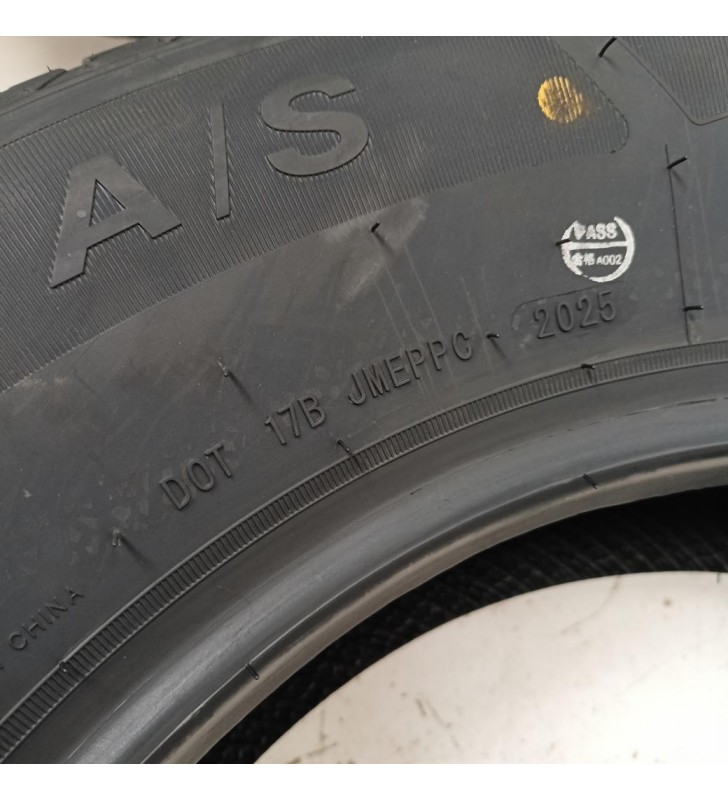 A/S
PASS
合格 A002
DOT 17B JMEPPC 2025
CHINA